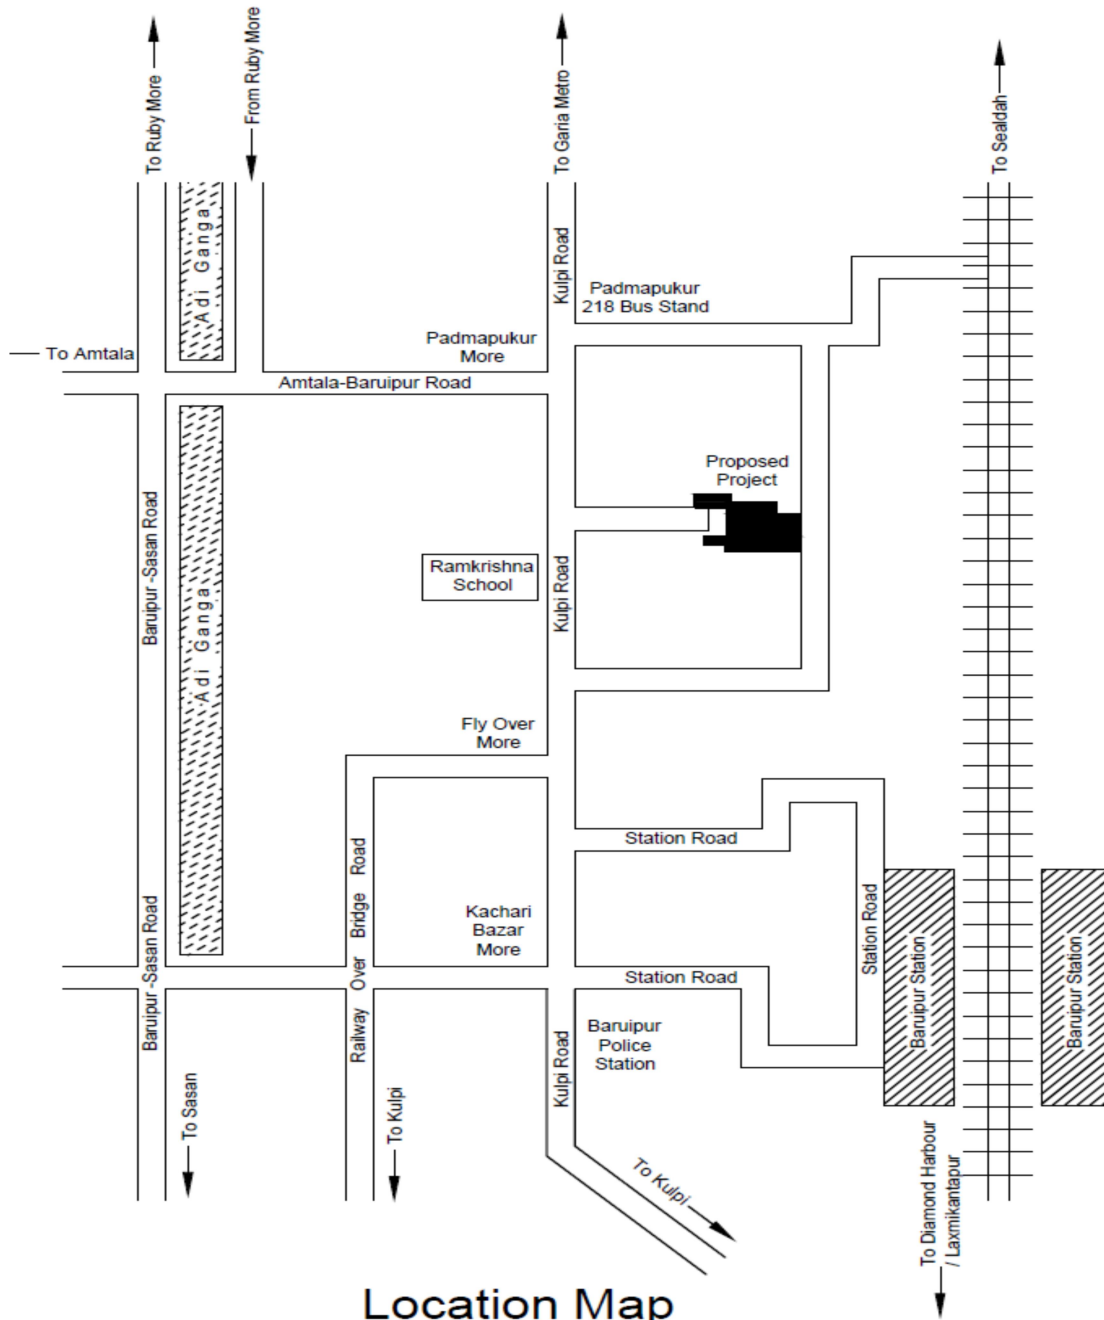 To Ruby More
From Ruby More
To Garia Metro
To Sealdah
Adi Ganga
Kulpi Road
Padmapukur
218 Bus Stand
Padmapukur
More
To Amtala
Amtala-Baruipur Road
Proposed
Project
Baruipur -Sasan Road
Adi Ganga
Ramkrishna
School
Kulpi Road
Fly Over
More
Station Road
Railway Over Bridge Road
Kachari
Bazar
More
Station Road
Station Road
Baruipur -Sasan Road
Baruipur Station
Baruipur Station
Kulpi Road
Baruipur
Police
Station
To Sasan
To Kulpi
To Kulpi
To Diamond Harbour
/ Laxmikantapur
Location Map